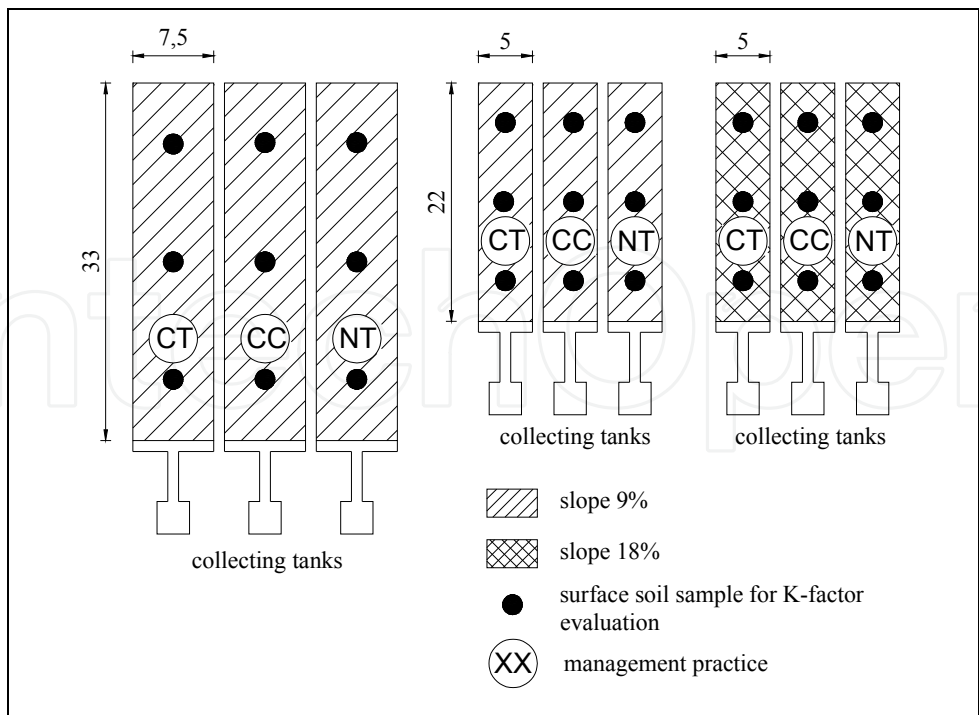 7,5
5
5
33
22
CT
CC
NT
CT
CC
NT
CT
CC
NT
collecting tanks
collecting tanks
collecting tanks
slope 9%
slope 18%
surface soil sample for K-factor
evaluation
XX
management practice